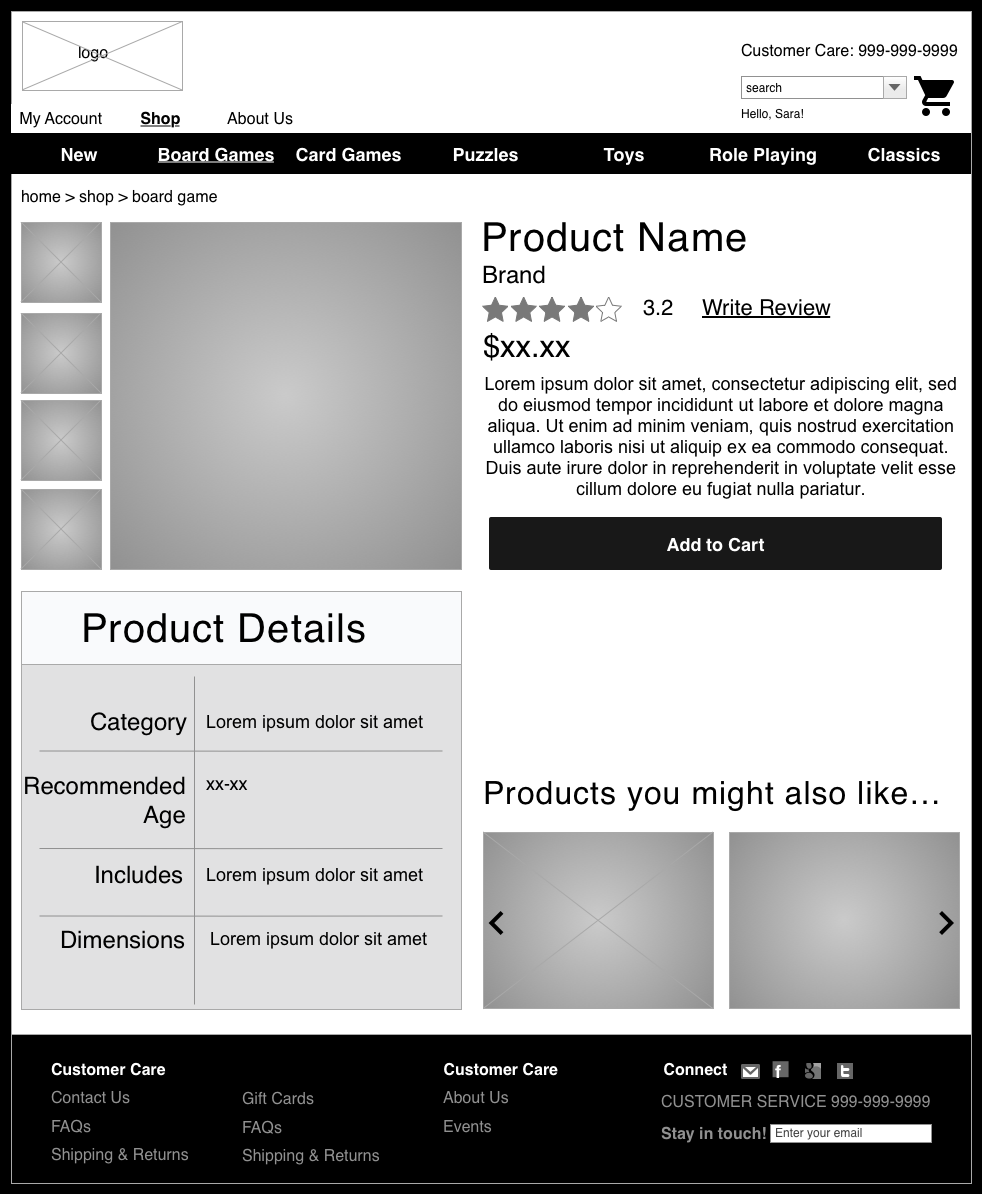 logo
Customer Care: 999-999-9999
search
Hello, Sara!
My Account Shop About Us
New Board Games Card Games Puzzles Toys Role Playing Classics
home > shop > board game
Product Name
Brand
3.2 Write Review
$xx.xx
Lorem ipsum dolor sit amet, consectetur adipiscing elit, sed
do eiusmod tempor incididunt ut labore et dolore magna
aliqua. Ut enim ad minim veniam, quis nostrud exercitation
ullamco laboris nisi ut aliquip ex ea commodo consequat.
Duis aute irure dolor in reprehenderit in voluptate velit esse
cillum dolore eu fugiat nulla pariatur.
Add to Cart
Product Details
Category Lorem ipsum dolor sit amet
Recommended xx-xx
Age
Includes Lorem ipsum dolor sit amet
Dimensions Lorem ipsum dolor sit amet
Products you might also like...
Customer Care
Contact Us
FAQs
Shipping & Returns
Gift Cards
FAQs
Shipping & Returns
Customer Care
About Us
Events
Connect
CUSTOMER SERVICE 999-999-9999
Stay in touch! Enter your email